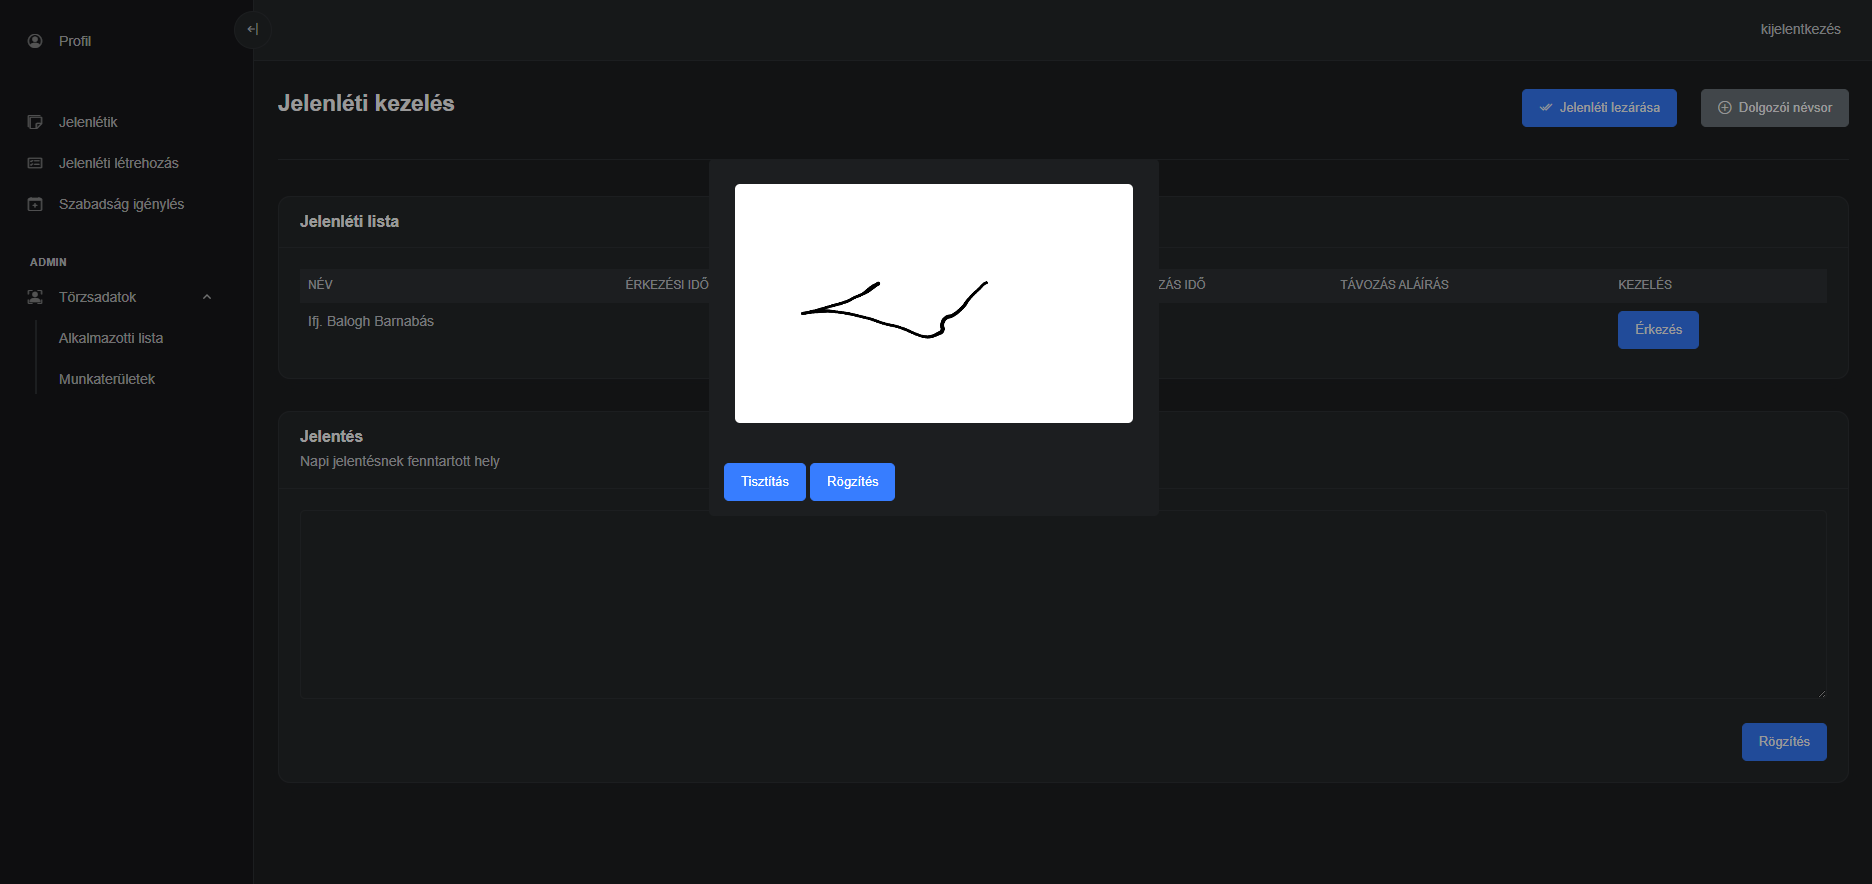 Profil
kijelentkezés
Jelenléti kezelés
Jelenléti lezárása
Dolgozói névsor
Jelenlétik
Jelenléti létrehozás
Szabadság igénylés
ADMIN
Törzsadatok
Alkalmazotti lista
Munkaterületek
Jelenléti lista
NÉV
ÉRKEZÉSI IDŐ
ZÁS IDŐ
TÁVOZÁS ALÁÍRÁS
KEZELÉS
Ifj. Balogh Barnabás
Érkezés
Jelentés
Napi jelentésnek fenntartott hely
Tisztítás
Rögzítés
Rögzítés